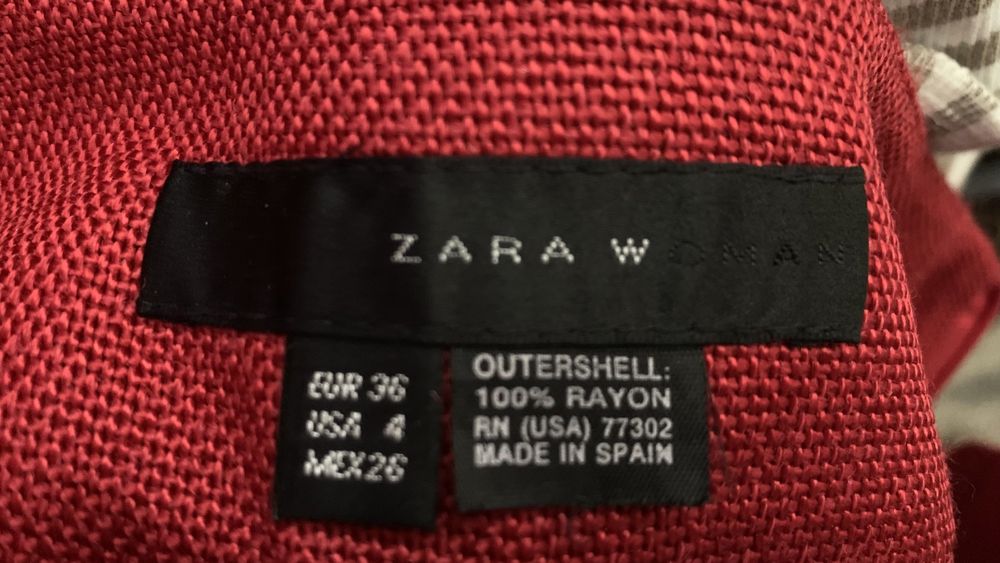 ZARA WOMAN
EUR 36
USA 4
MEX 26
OUTERSHELL:
100% RAYON
RN (USA) 77302
MADE IN SPAIN